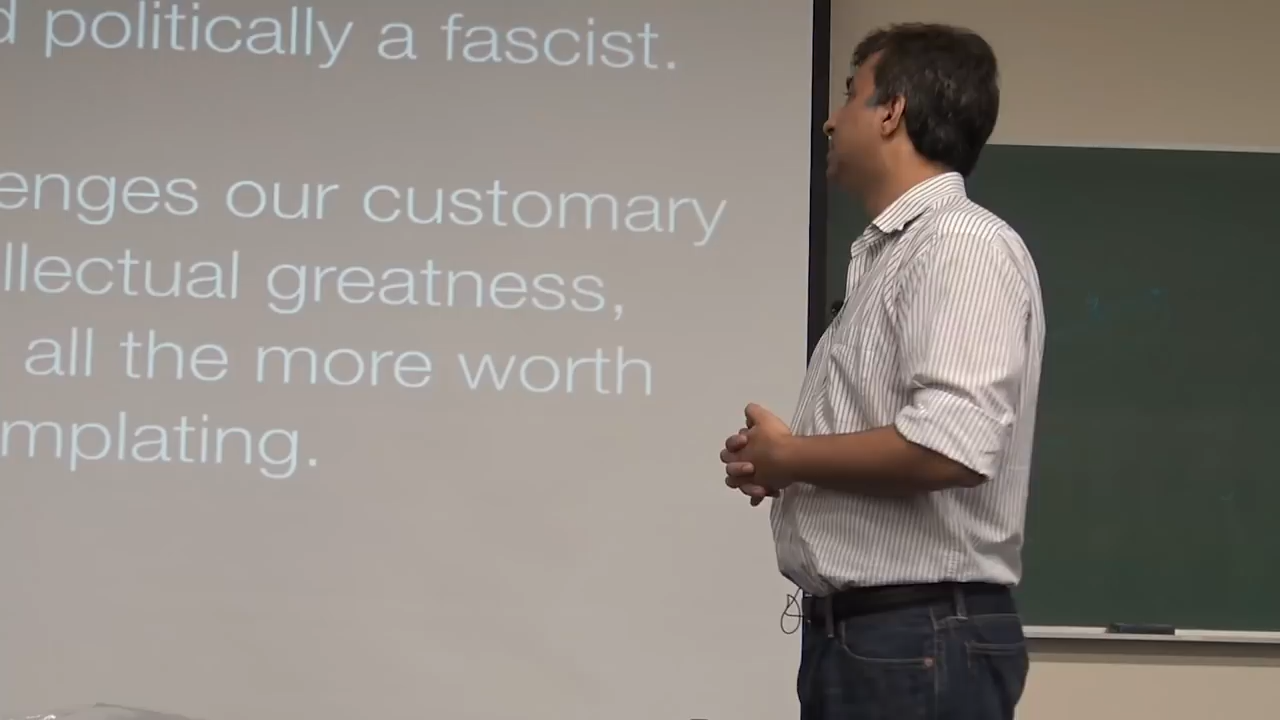 d politically a fascist.
enges our customary
llectual greatness,
all the more worth
mplating.